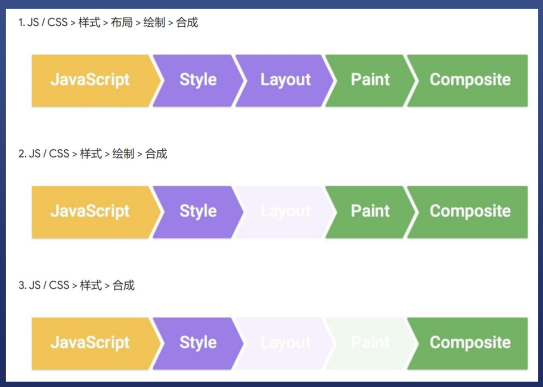 1. JS / CSS > 样式 > 布局 > 绘制 > 合成
JavaScript Style Layout Paint Composite
2. JS / CSS > 样式 > 绘制 > 合成
JavaScript Style Layout Paint Composite
3. JS / CSS > 样式 > 合成
JavaScript Style Layout Paint Composite